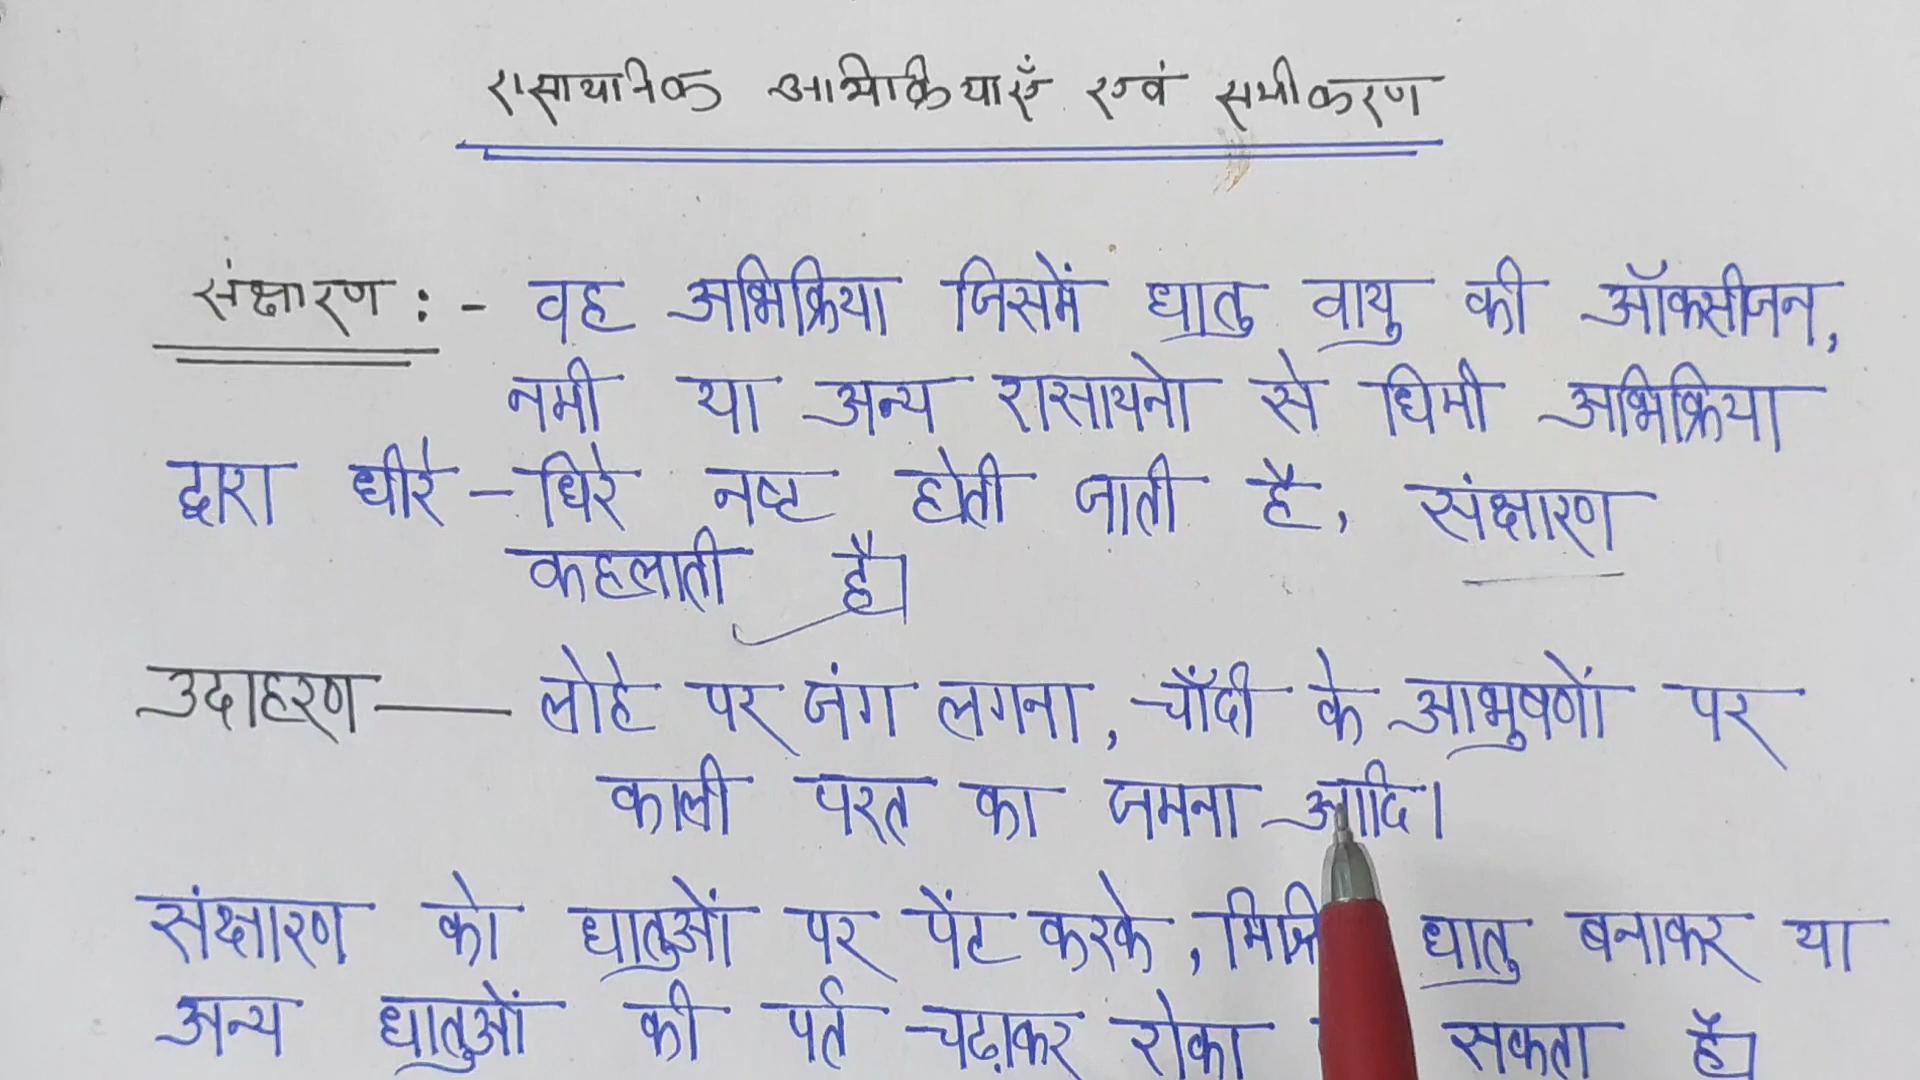 रासायनिक अभिक्रियाएँ एवं समीकरण
संक्षारण :- वह अभिक्रिया जिसमें धातु वायु की ऑक्सीजन,
नमी या अन्य रासायनो से धिमी अभिक्रिया
द्वारा धीरे-धिरे नष्ट होती जाती है, संक्षारण
कहलाती है।
उदाहरण — लोहे पर जंग लगना, चाँदी के आभुषणों पर
काली परत का जमना आदि।
संक्षारण को धातुओं पर पेंट करके, धातु बनाकर या
अन्य धातुओं की पर्त चढ़ाकर रोका सकता है।